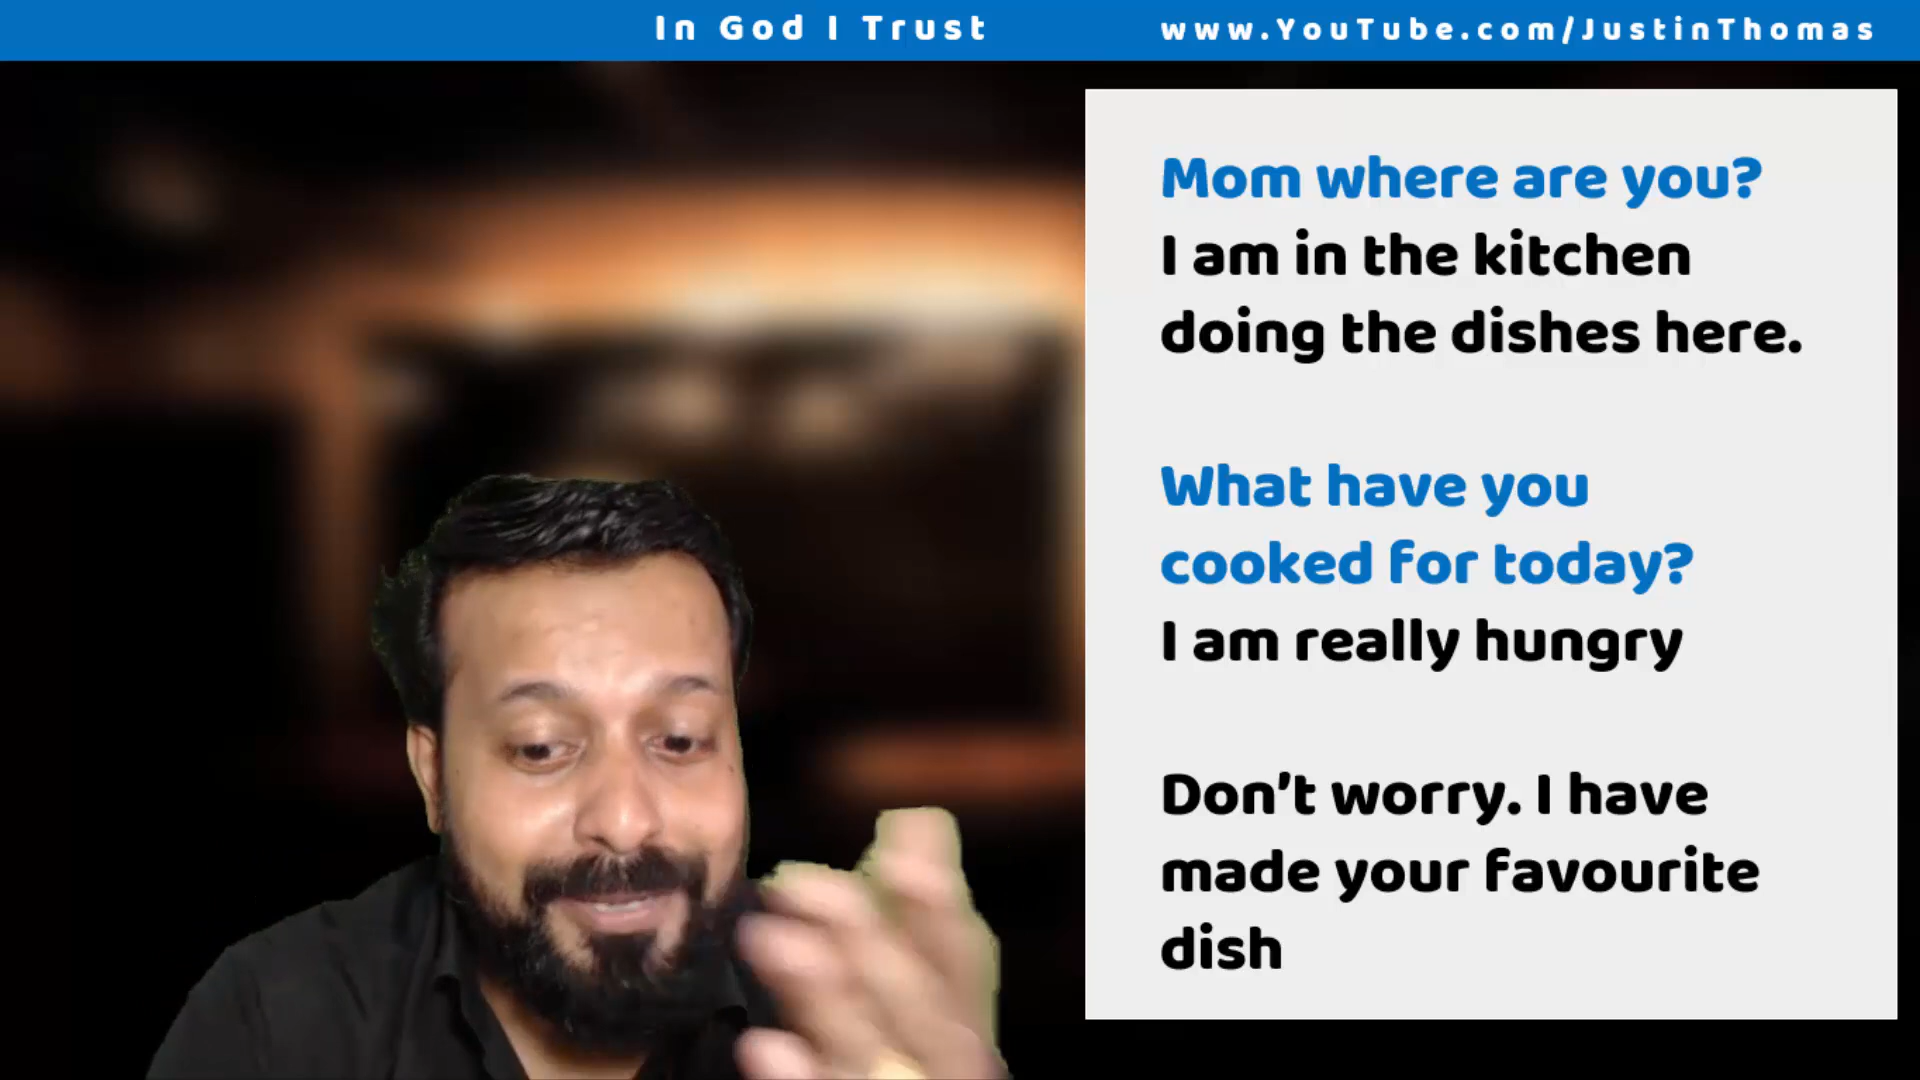 In God I Trust
www.YouTube.com/JustinThomas
Mom where are you?
I am in the kitchen
doing the dishes here.
What have you
cooked for today?
I am really hungry
Don't worry. I have
made your favourite
dish